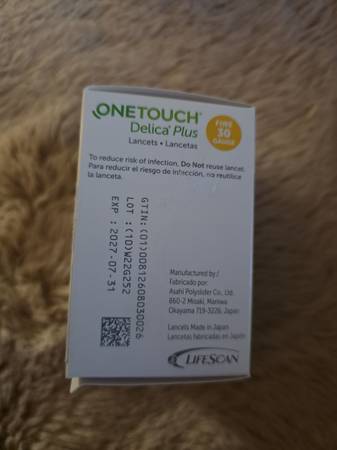 ONETOUCH®
Delica® Plus
Lancets • Lancetas
FINE
30
GAUGE
To reduce risk of infection, Do Not reuse lancet.
Para reducir el riesgo de infección, no reutilice
la lanceta.
GTIN: (01)00812608030026
LOT : (10)W22G252
EXP : 2027-07-31
Manufactured by /
Fabricado por:
Asahi Polyslider Co., Ltd.
860-2 Misaki, Maniwa
Okayama 719-3226, Japan
Lancets Made in Japan
Lancetas fabricadas en Japón
LIFESCAN